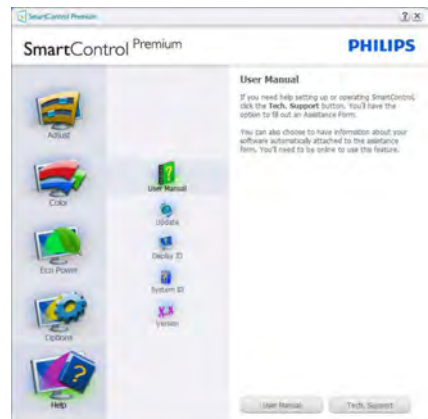 SmartControl Premium
SmartControl Premium
PHILIPS
Adjust
Color
Eco Power
Options
Help
User Manual
Update
Display ID
System ID
Version
User Manual
If you need help setting up or operating SmartControl,
click the Tech. Support button. You'll have the
option to fill out an Assistance Form.
You can also choose to have information about your
software automatically attached to the assistance
form. You'll need to be online to use this feature.
User Manual
Tech. Support